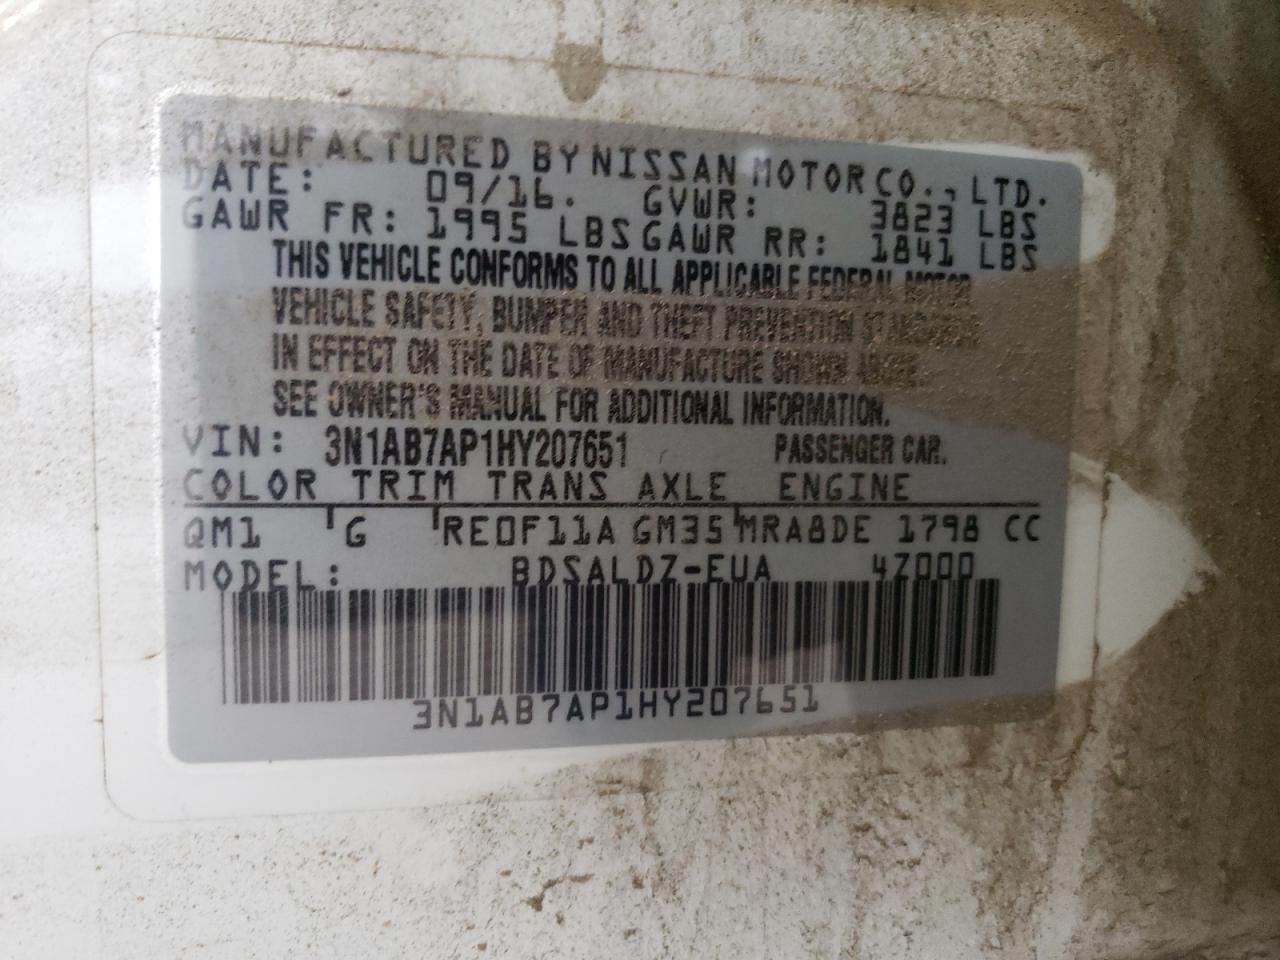 MANUFACTURED BY NISSAN MOTOR CO., LTD.
DATE: 09/16. GVWR: 3823 LBS
GAWR FR: 1995 LBS GAWR RR: 1841 LBS
THIS VEHICLE CONFORMS TO ALL APPLICABLE FEDERAL MOTOR
VEHICLE SAFETY, BUMPER AND THEFT PREVENTION STANDARDS
IN EFFECT ON THE DATE OF MANUFACTURE SHOWN ABOVE.
SEE OWNER'S MANUAL FOR ADDITIONAL INFORMATION.
VIN: 3N1AB7AP1HY207651 PASSENGER CAR.
COLOR TRIM TRANS AXLE ENGINE
QM1 G RE0F11A GM35 MRA8DE 1798 CC
MODEL: BDSALDZ-EUA 4Z000
3N1AB7AP1HY207651